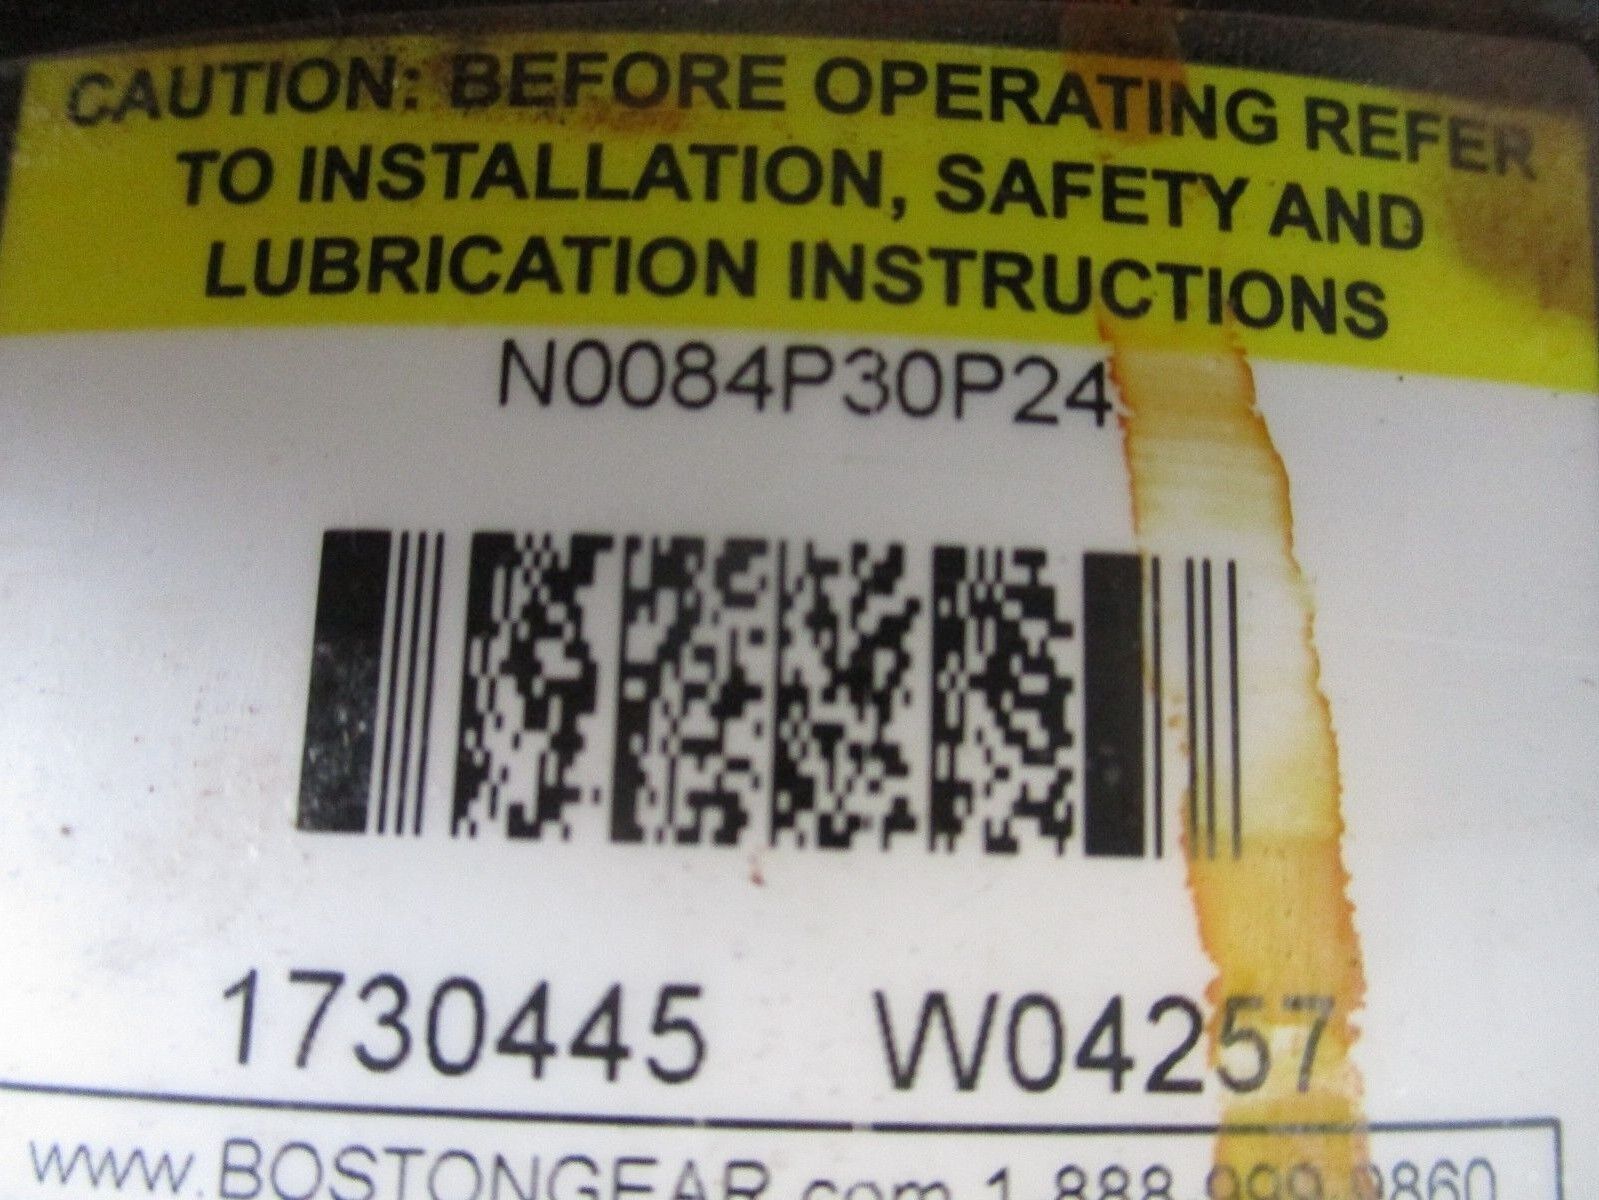 CAUTION: BEFORE OPERATING REFER
TO INSTALLATION, SAFETY AND
LUBRICATION INSTRUCTIONS
N0084P30P24
1730445 W04257
www.BOSTONGEAR.com 1.888.999.9860